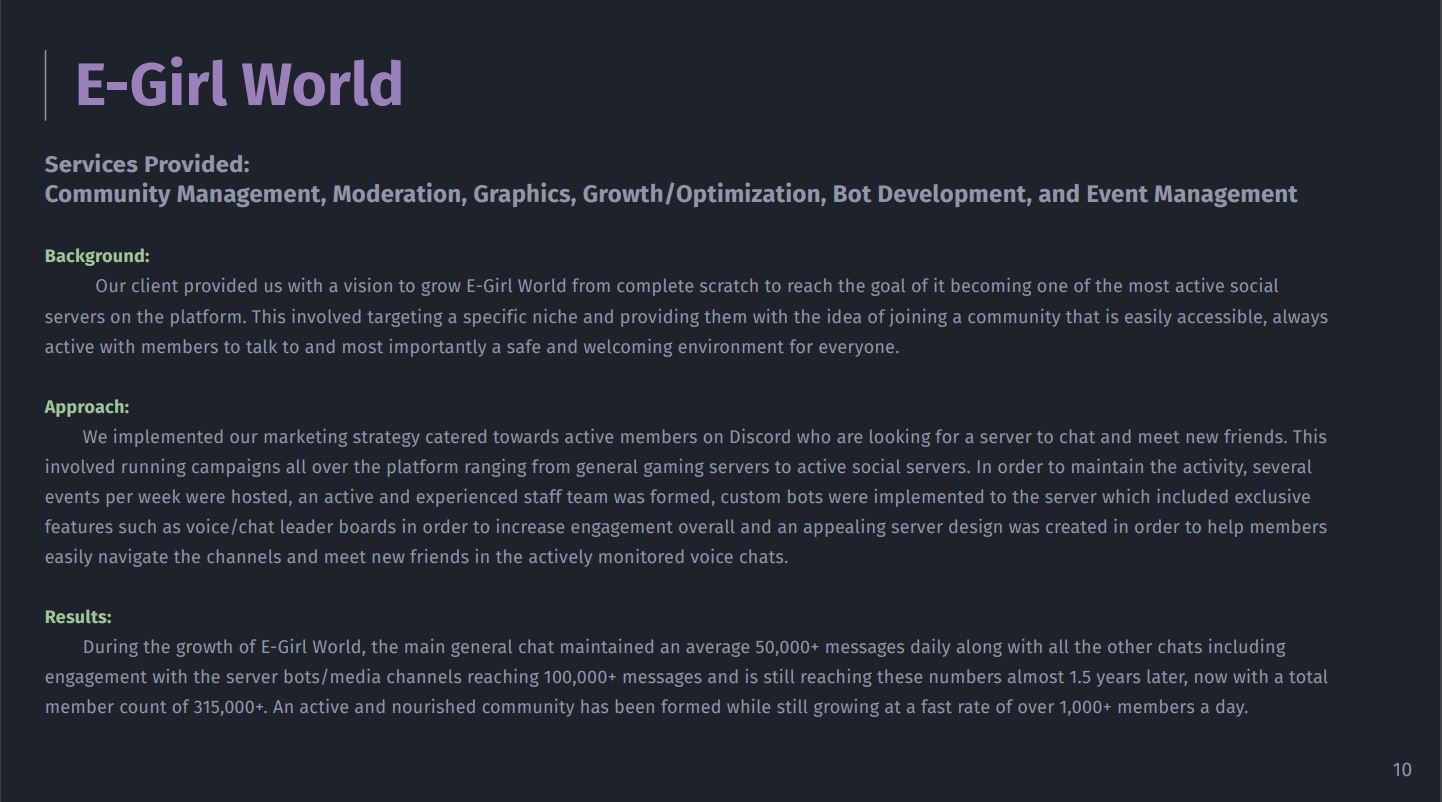 E-Girl World
Services Provided:
Community Management, Moderation, Graphics, Growth/Optimization, Bot Development, and Event Management
Background:
Our client provided us with a vision to grow E-Girl World from complete scratch to reach the goal of it becoming one of the most active social
servers on the platform. This involved targeting a specific niche and providing them with the idea of joining a community that is easily accessible, always
active with members to talk to and most importantly a safe and welcoming environment for everyone.
Approach:
We implemented our marketing strategy catered towards active members on Discord who are looking for a server to chat and meet new friends. This
involved running campaigns all over the platform ranging from general gaming servers to active social servers. In order to maintain the activity, several
events per week were hosted, an active and experienced staff team was formed, custom bots were implemented to the server which included exclusive
features such as voice/chat leader boards in order to increase engagement overall and an appealing server design was created in order to help members
easily navigate the channels and meet new friends in the actively monitored voice chats.
Results:
During the growth of E-Girl World, the main general chat maintained an average 50,000+ messages daily along with all the other chats including
engagement with the server bots/media channels reaching 100,000+ messages and is still reaching these numbers almost 1.5 years later, now with a total
member count of 315,000+. An active and nourished community has been formed while still growing at a fast rate of over 1,000+ members a day.
10